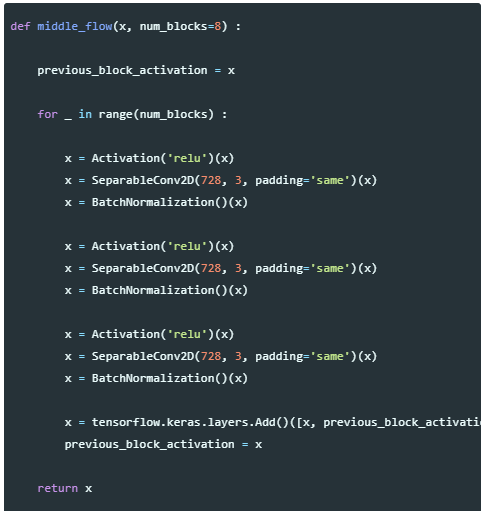 def middle_flow(x, num_blocks=8) :
previous_block_activation = x
for _ in range(num_blocks) :
x = Activation('relu')(x)
x = SeparableConv2D(728, 3, padding='same')(x)
x = BatchNormalization()(x)
x = Activation('relu')(x)
x = SeparableConv2D(728, 3, padding='same')(x)
x = BatchNormalization()(x)
x = Activation('relu')(x)
x = SeparableConv2D(728, 3, padding='same')(x)
x = BatchNormalization()(x)
x = tensorflow.keras.layers.Add()([x, previous_block_activati
previous_block_activation = x
return x